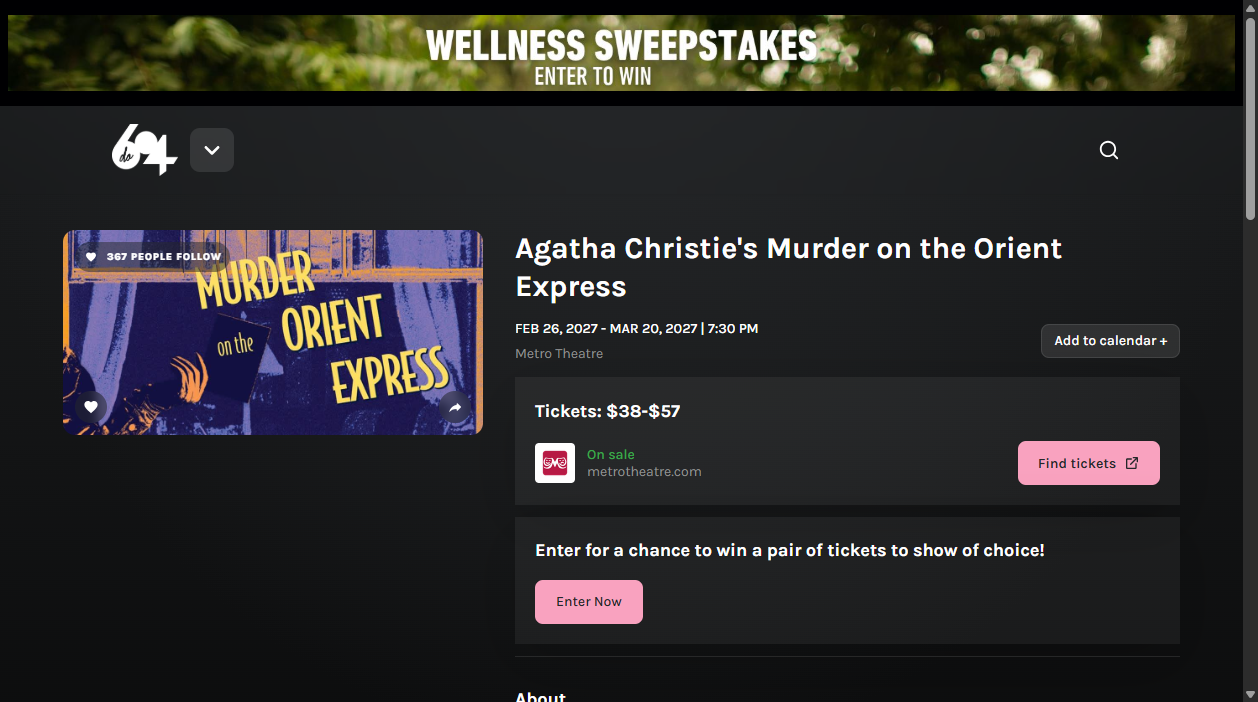 WELLNESS SWEEPSTAKES
ENTER TO WIN
do604
367 PEOPLE FOLLOW
MURDER
on the
ORIENT
EXPRESS
Agatha Christie's Murder on the Orient
Express
FEB 26, 2027 - MAR 20, 2027 | 7:30 PM
Metro Theatre
Add to calendar +
Tickets: $38-$57
On sale
metrotheatre.com
Find tickets
Enter for a chance to win a pair of tickets to show of choice!
Enter Now
About